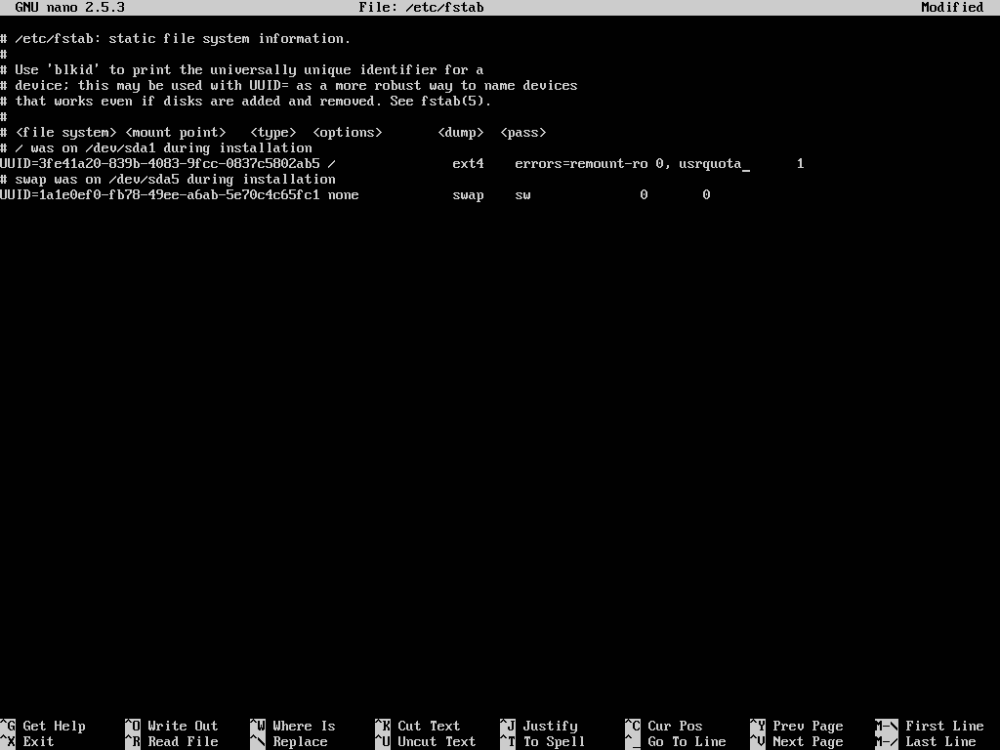 GNU nano 2.5.3 File: /etc/fstab Modified
# /etc/fstab: static file system information.
#
# Use 'blkid' to print the universally unique identifier for a
# device; this may be used with UUID= as a more robust way to name devices
# that works even if disks are added and removed. See fstab(5).
#
# <file system> <mount point>   <type>  <options>       <dump>  <pass>
# / was on /dev/sda1 during installation
UUID=3fe41a20-839b-4083-9fcc-0837c5802ab5 /               ext4    errors=remount-ro 0, usrquota_      1
# swap was on /dev/sda5 during installation
UUID=1a1e0ef0-fb78-49ee-a6ab-5e70c4c65fc1 none            swap    sw              0       0
^G Get Help ^O Write Out ^W Where Is ^K Cut Text ^J Justify ^C Cur Pos ^Y Prev Page M-\ First Line
^X Exit ^R Read File ^\ Replace ^U Uncut Text ^T To Spell ^_ Go To Line ^V Next Page M-/ Last Line